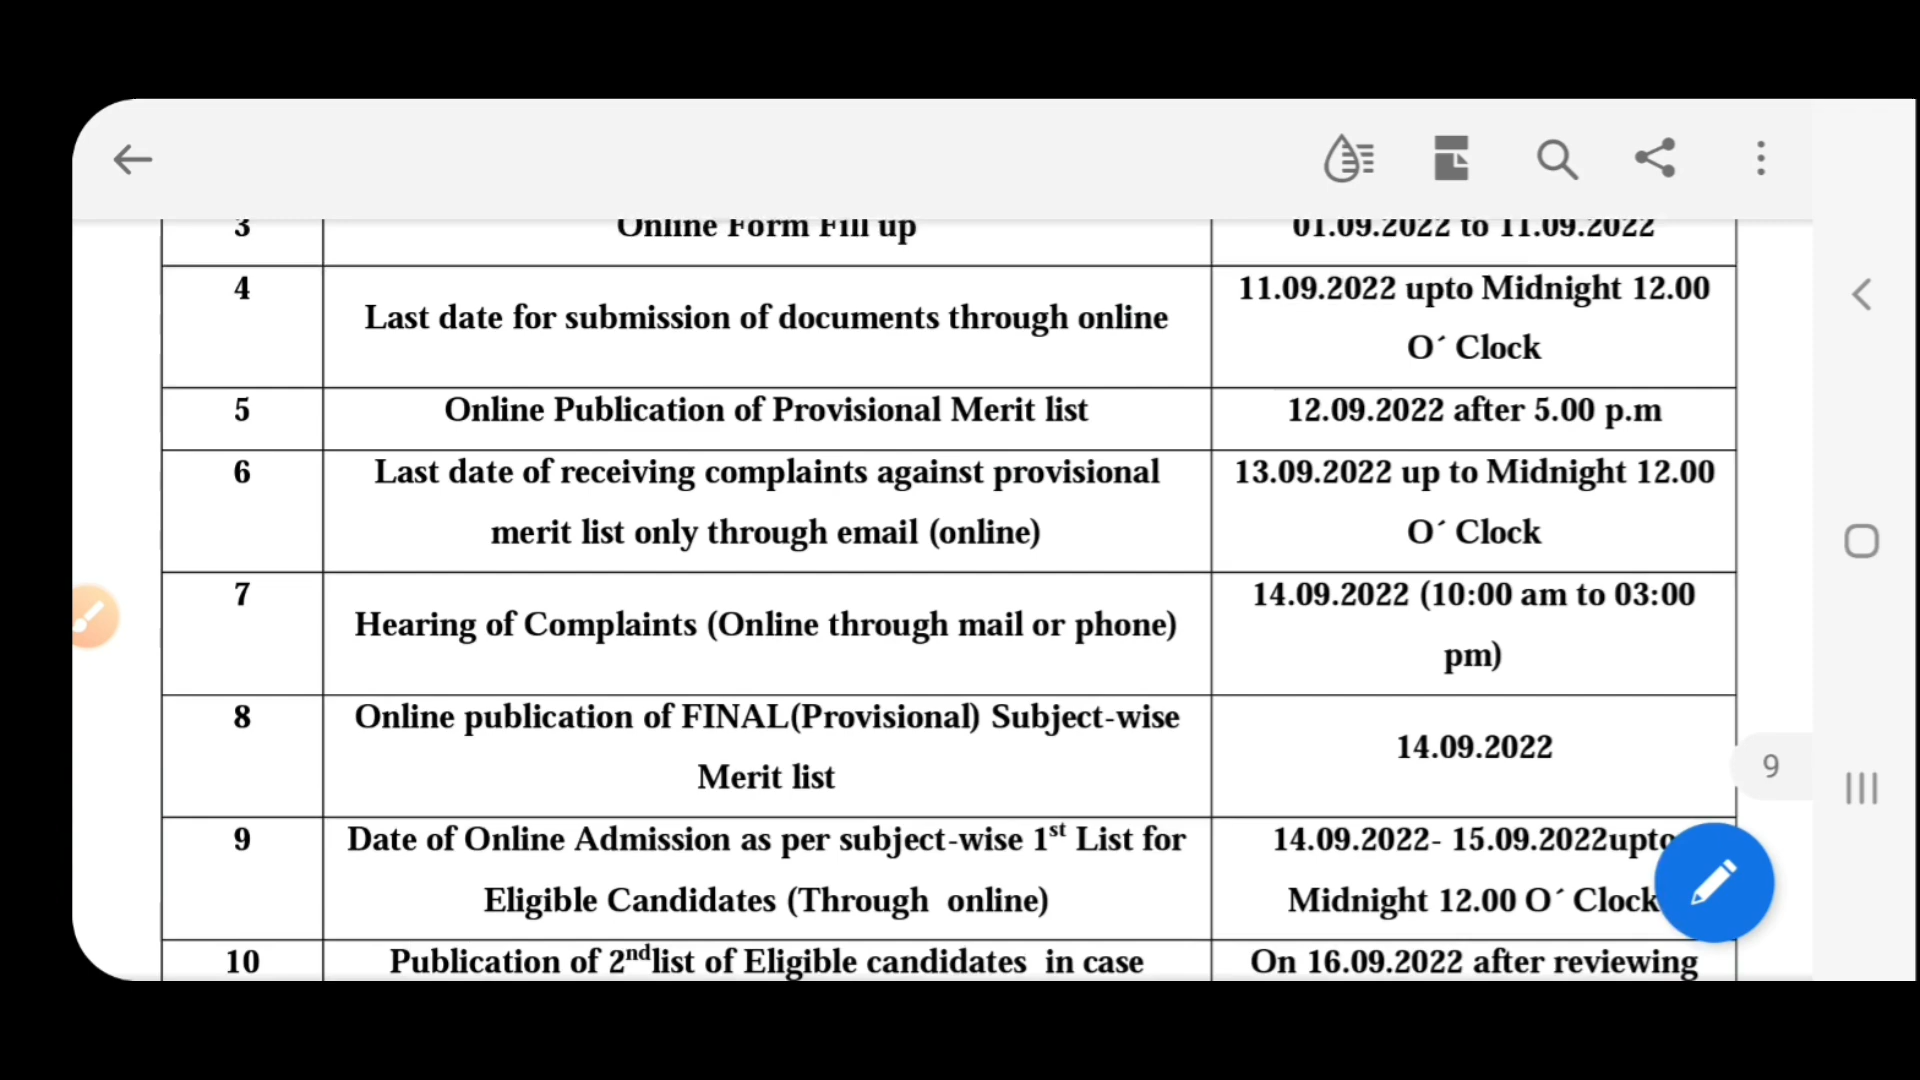 3 Online Form Fill up 01.09.2022 to 11.09.2022
4 Last date for submission of documents through online 11.09.2022 upto Midnight 12.00
O´ Clock
5 Online Publication of Provisional Merit list 12.09.2022 after 5.00 p.m
6 Last date of receiving complaints against provisional 13.09.2022 up to Midnight 12.00
merit list only through email (online) O´ Clock
7 Hearing of Complaints (Online through mail or phone) 14.09.2022 (10:00 am to 03:00
pm)
8 Online publication of FINAL(Provisional) Subject-wise 14.09.2022
Merit list
9
9 Date of Online Admission as per subject-wise 1st List for 14.09.2022- 15.09.2022upto
Eligible Candidates (Through online) Midnight 12.00 O´ Clock
10 Publication of 2ndlist of Eligible candidates in case On 16.09.2022 after reviewing